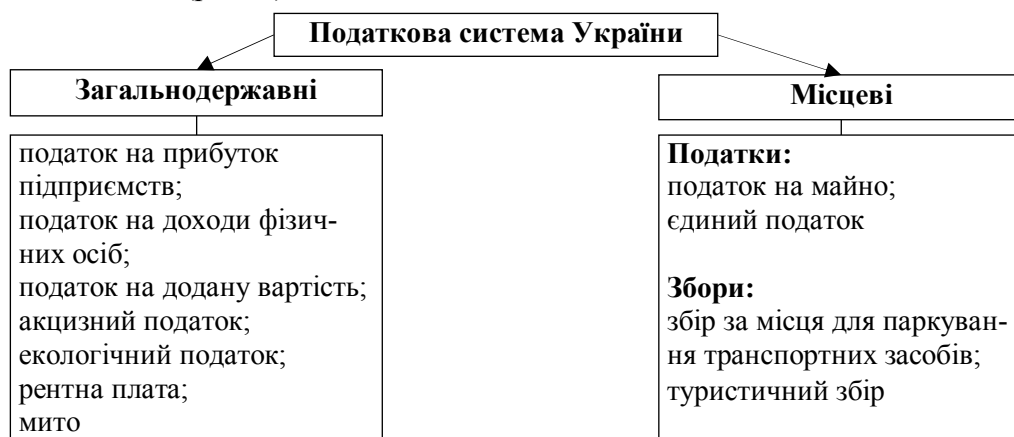 Податкова система України
Загальнодержавні
податок на прибуток
підприємств;
податок на доходи фізич-
них осіб;
податок на додану вартість;
акцизний податок;
екологічний податок;
рентна плата;
мито
Місцеві
Податки:
податок на майно;
єдиний податок
Збори:
збір за місця для паркуван-
ня транспортних засобів;
туристичний збір